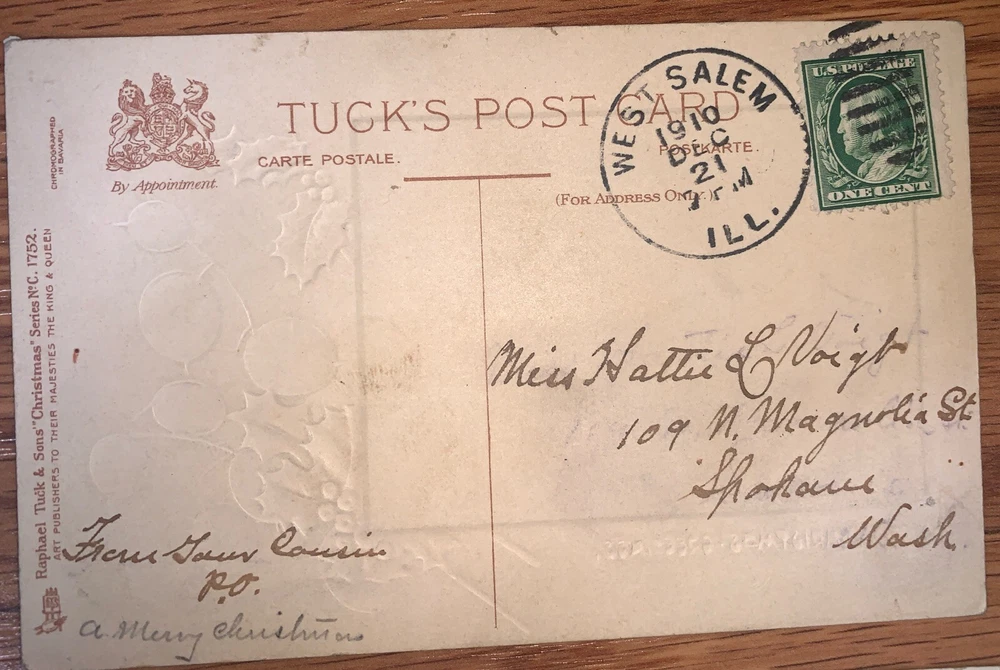 TUCK'S POST CARD
CARTE POSTALE.
POSTKARTE.
(FOR ADDRESS ONLY.)
By Appointment.
CHROMOGRAPHED
IN BAVARIA
Raphael Tuck & Sons' "Christmas" Series No C. 1752.
ART PUBLISHERS TO THEIR MAJESTIES THE KING & QUEEN
WEST SALEM
1910
DEC
21
7 PM
ILL.
U.S. POSTAGE
ONE CENT
Miss Hattie L Voigt
109 N. Magnolia St
Spokane
Wash.
From Your Cousin
P.O.
A Merry Christmas